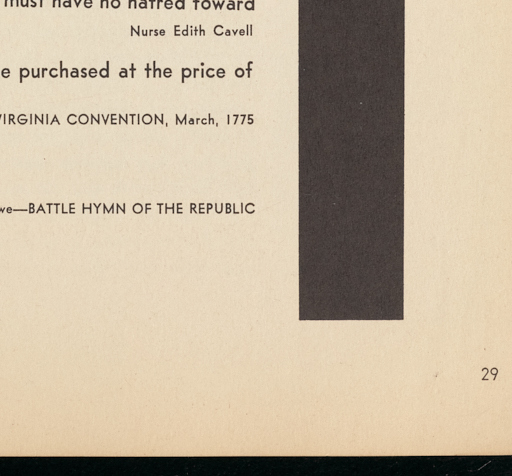 must have no hatred toward
Nurse Edith Cavell
e purchased at the price of
VIRGINIA CONVENTION, March, 1775
we—BATTLE HYMN OF THE REPUBLIC
29